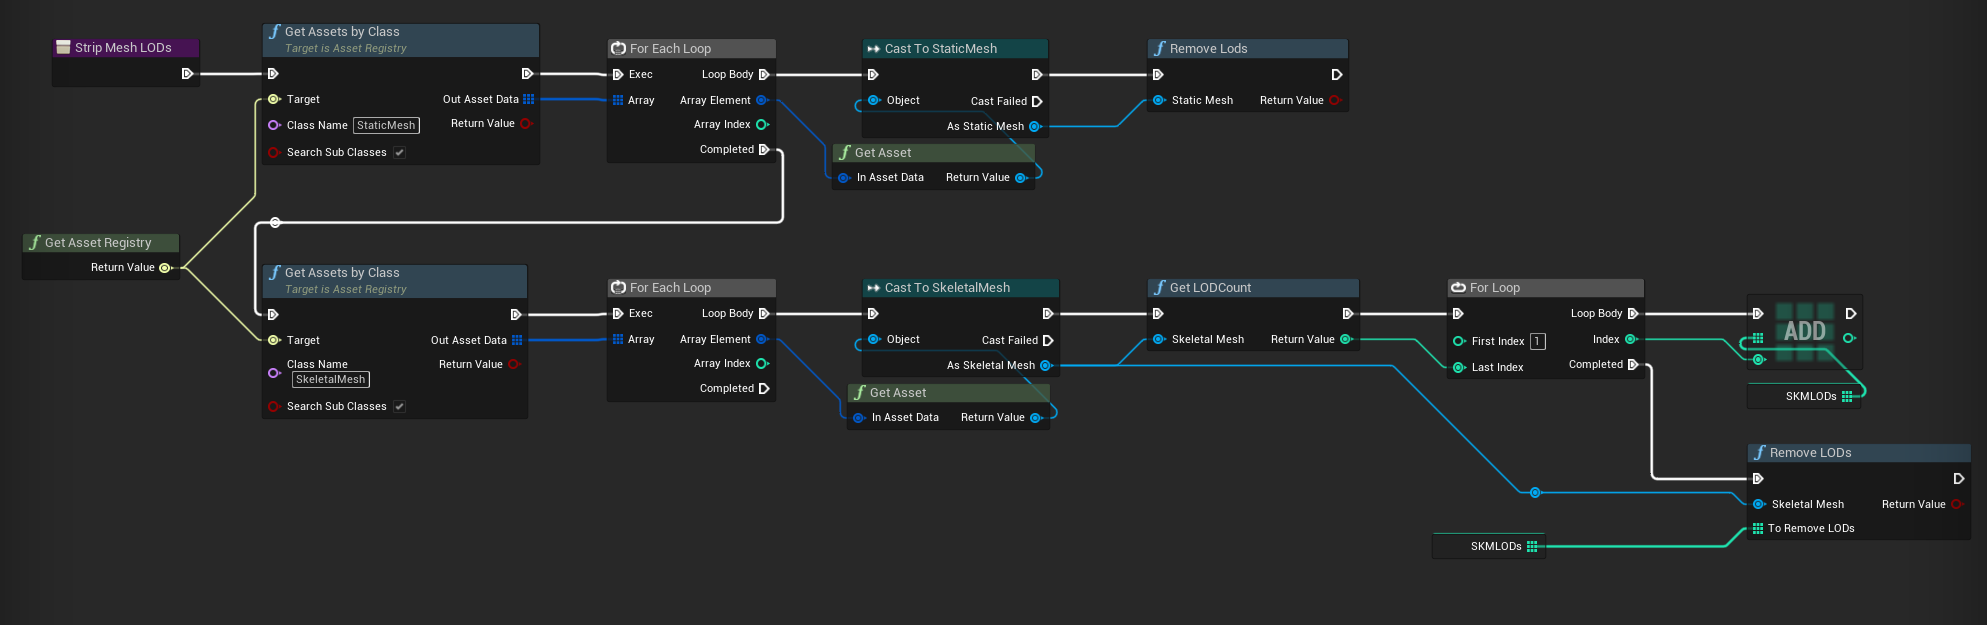 Strip Mesh LODs
Get Assets by Class
Target is Asset Registry
Target
Out Asset Data
Class Name StaticMesh
Return Value
Search Sub Classes
For Each Loop
Exec
Loop Body
Array
Array Element
Array Index
Completed
Cast To StaticMesh
Object
Cast Failed
As Static Mesh
Get Asset
In Asset Data
Return Value
Remove Lods
Static Mesh
Return Value
Get Asset Registry
Return Value
Get Assets by Class
Target is Asset Registry
Target
Out Asset Data
Class Name
SkeletalMesh
Return Value
Search Sub Classes
For Each Loop
Exec
Loop Body
Array
Array Element
Array Index
Completed
Cast To SkeletalMesh
Object
Cast Failed
As Skeletal Mesh
Get Asset
In Asset Data
Return Value
Get LODCount
Skeletal Mesh
Return Value
For Loop
Loop Body
First Index 1
Index
Last Index
Completed
ADD
SKMLODs
Remove LODs
Skeletal Mesh
Return Value
To Remove LODs
SKMLODs